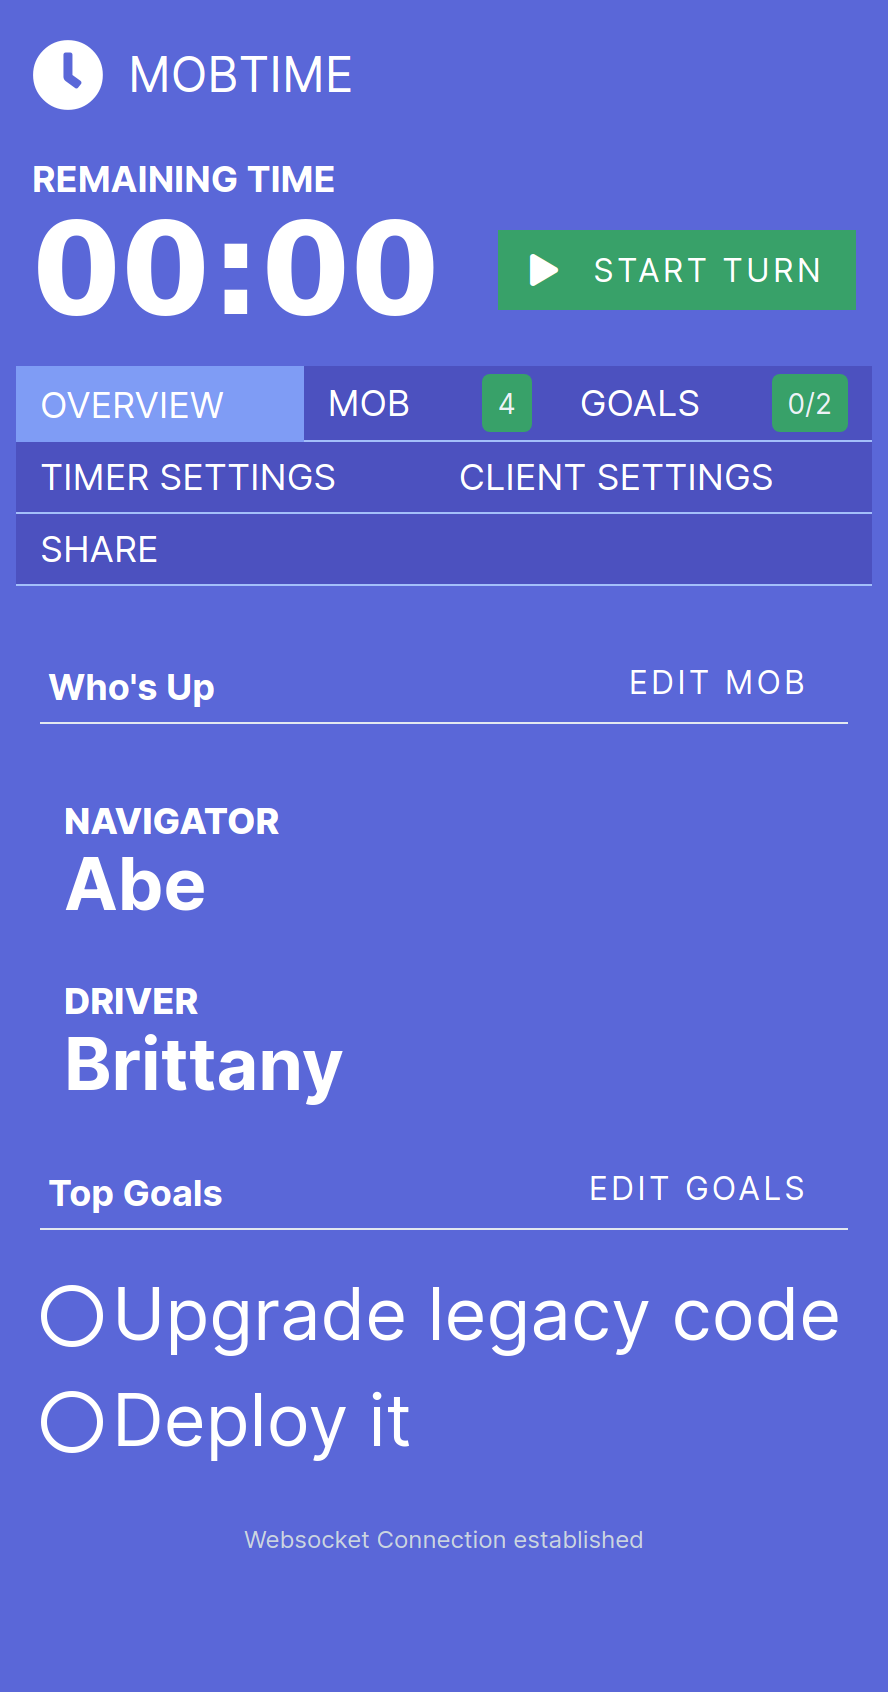 MOBTIME
REMAINING TIME
00:00
START TURN
OVERVIEW MOB 4 GOALS 0/2
TIMER SETTINGS CLIENT SETTINGS
SHARE
Who's Up EDIT MOB
NAVIGATOR
Abe
DRIVER
Brittany
Top Goals EDIT GOALS
Upgrade legacy code
Deploy it
Websocket Connection established